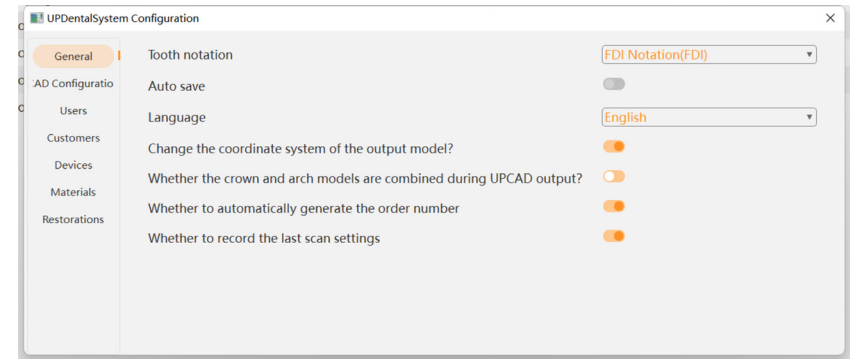 UPDentalSystem Configuration
General
Tooth notation
FDI Notation(FDI)
AD Configuratio
Auto save
Users
Language
English
Customers
Change the coordinate system of the output model?
Devices
Whether the crown and arch models are combined during UPCAD output?
Materials
Whether to automatically generate the order number
Restorations
Whether to record the last scan settings